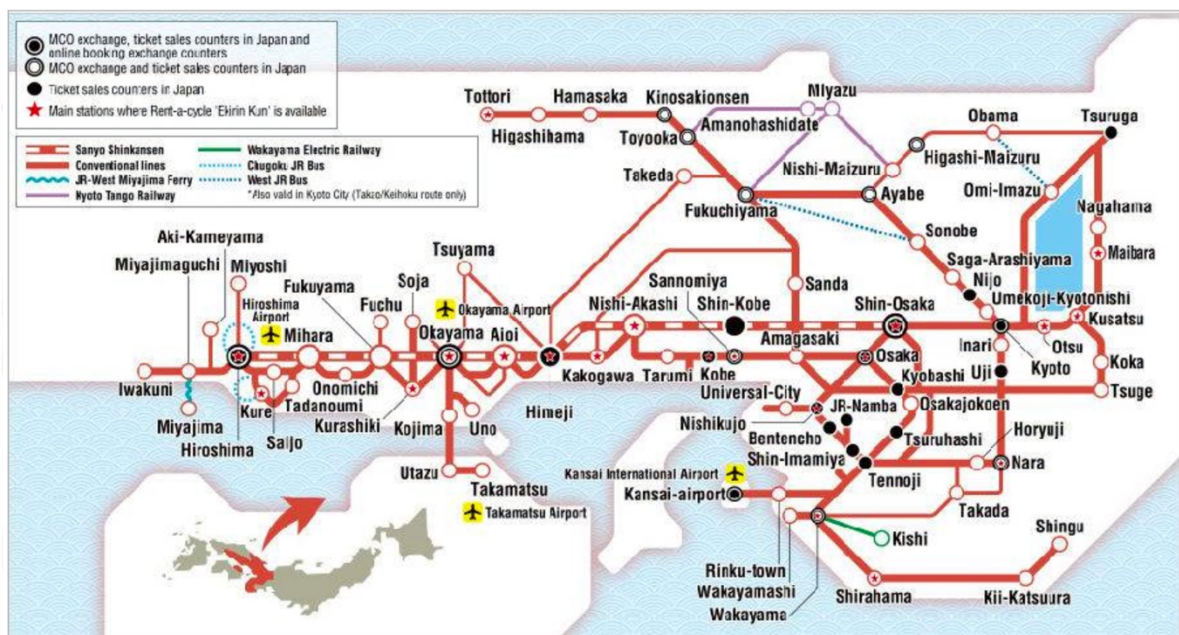 MCO exchange, ticket sales counters in Japan and
online booking exchange counters
MCO exchange and ticket sales counters in Japan
Ticket sales counters in Japan
Main stations where Rent-a-cycle 'Ekirin Kun' is available
Sanyo Shinkansen
Conventional lines
JR-West Miyajima Ferry
Kyoto Tango Railway
Wakayama Electric Railway
Chugoku JR Bus
West JR Bus
*Also valid in Kyoto City (Takao/Keihoku route only)
Tottori
Hamasaka
Kinosakionsen
Miyazu
Higashihama
Toyooka
Amanohashidate
Obama
Tsuruga
Nishi-Maizuru
Higashi-Maizuru
Takeda
Fukuchiyama
Ayabe
Omi-Imazu
Nagahama
Sonobe
Maibara
Aki-Kameyama
Miyajimaguchi
Miyoshi
Tsuyama
Soja
Saga-Arashiyama
Nijo
Hiroshima
Airport
Fukuyama
Fuchu
Okayama Airport
Sannomiya
Nishi-Akashi
Shin-Kobe
Sanda
Shin-Osaka
Umekoji-Kyotonishi
Kusatsu
Mihara
Okayama
Aioi
Amagasaki
Inari
Otsu
Iwakuni
Onomichi
Kakogawa
Tarumi
Kobe
Osaka
Kyoto
Koka
Uji
Kyobashi
Tsuge
Miyajima
Kure
Tadanoumi
Kurashiki
Kojima
Uno
Himeji
Universal-City
Osakajokoen
Hiroshima
Saijo
Nishikujo
JR-Namba
Bentencho
Tsuruhashi
Horyuji
Shin-Imamiya
Utazu
Takamatsu
Kansai International Airport
Tennoji
Nara
Kansai-airport
Takada
Takamatsu Airport
Kishi
Shingu
Rinku-town
Wakayamashi
Wakayama
Shirahama
Kii-Katsuura